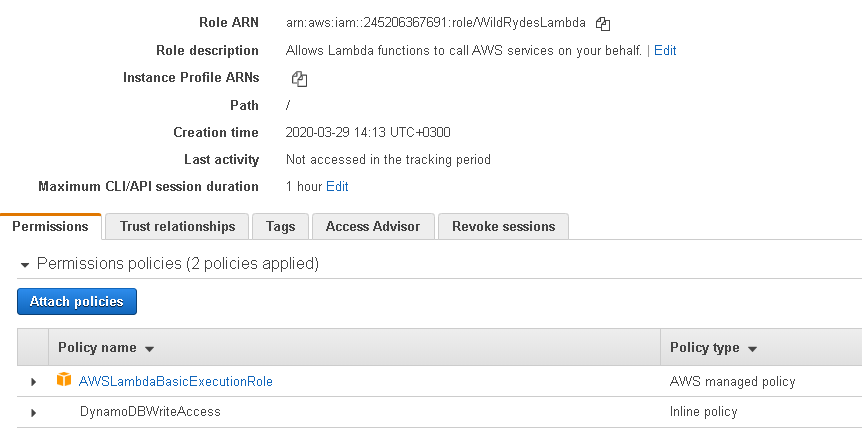 Role ARN arn:aws:iam::245206367691:role/WildRydesLambda
Role description Allows Lambda functions to call AWS services on your behalf. | Edit
Instance Profile ARNs
Path /
Creation time 2020-03-29 14:13 UTC+0300
Last activity Not accessed in the tracking period
Maximum CLI/API session duration 1 hour Edit
Permissions Trust relationships Tags Access Advisor Revoke sessions
Permissions policies (2 policies applied)
Attach policies
Policy name Policy type
AWSLambdaBasicExecutionRole AWS managed policy
DynamoDBWriteAccess Inline policy